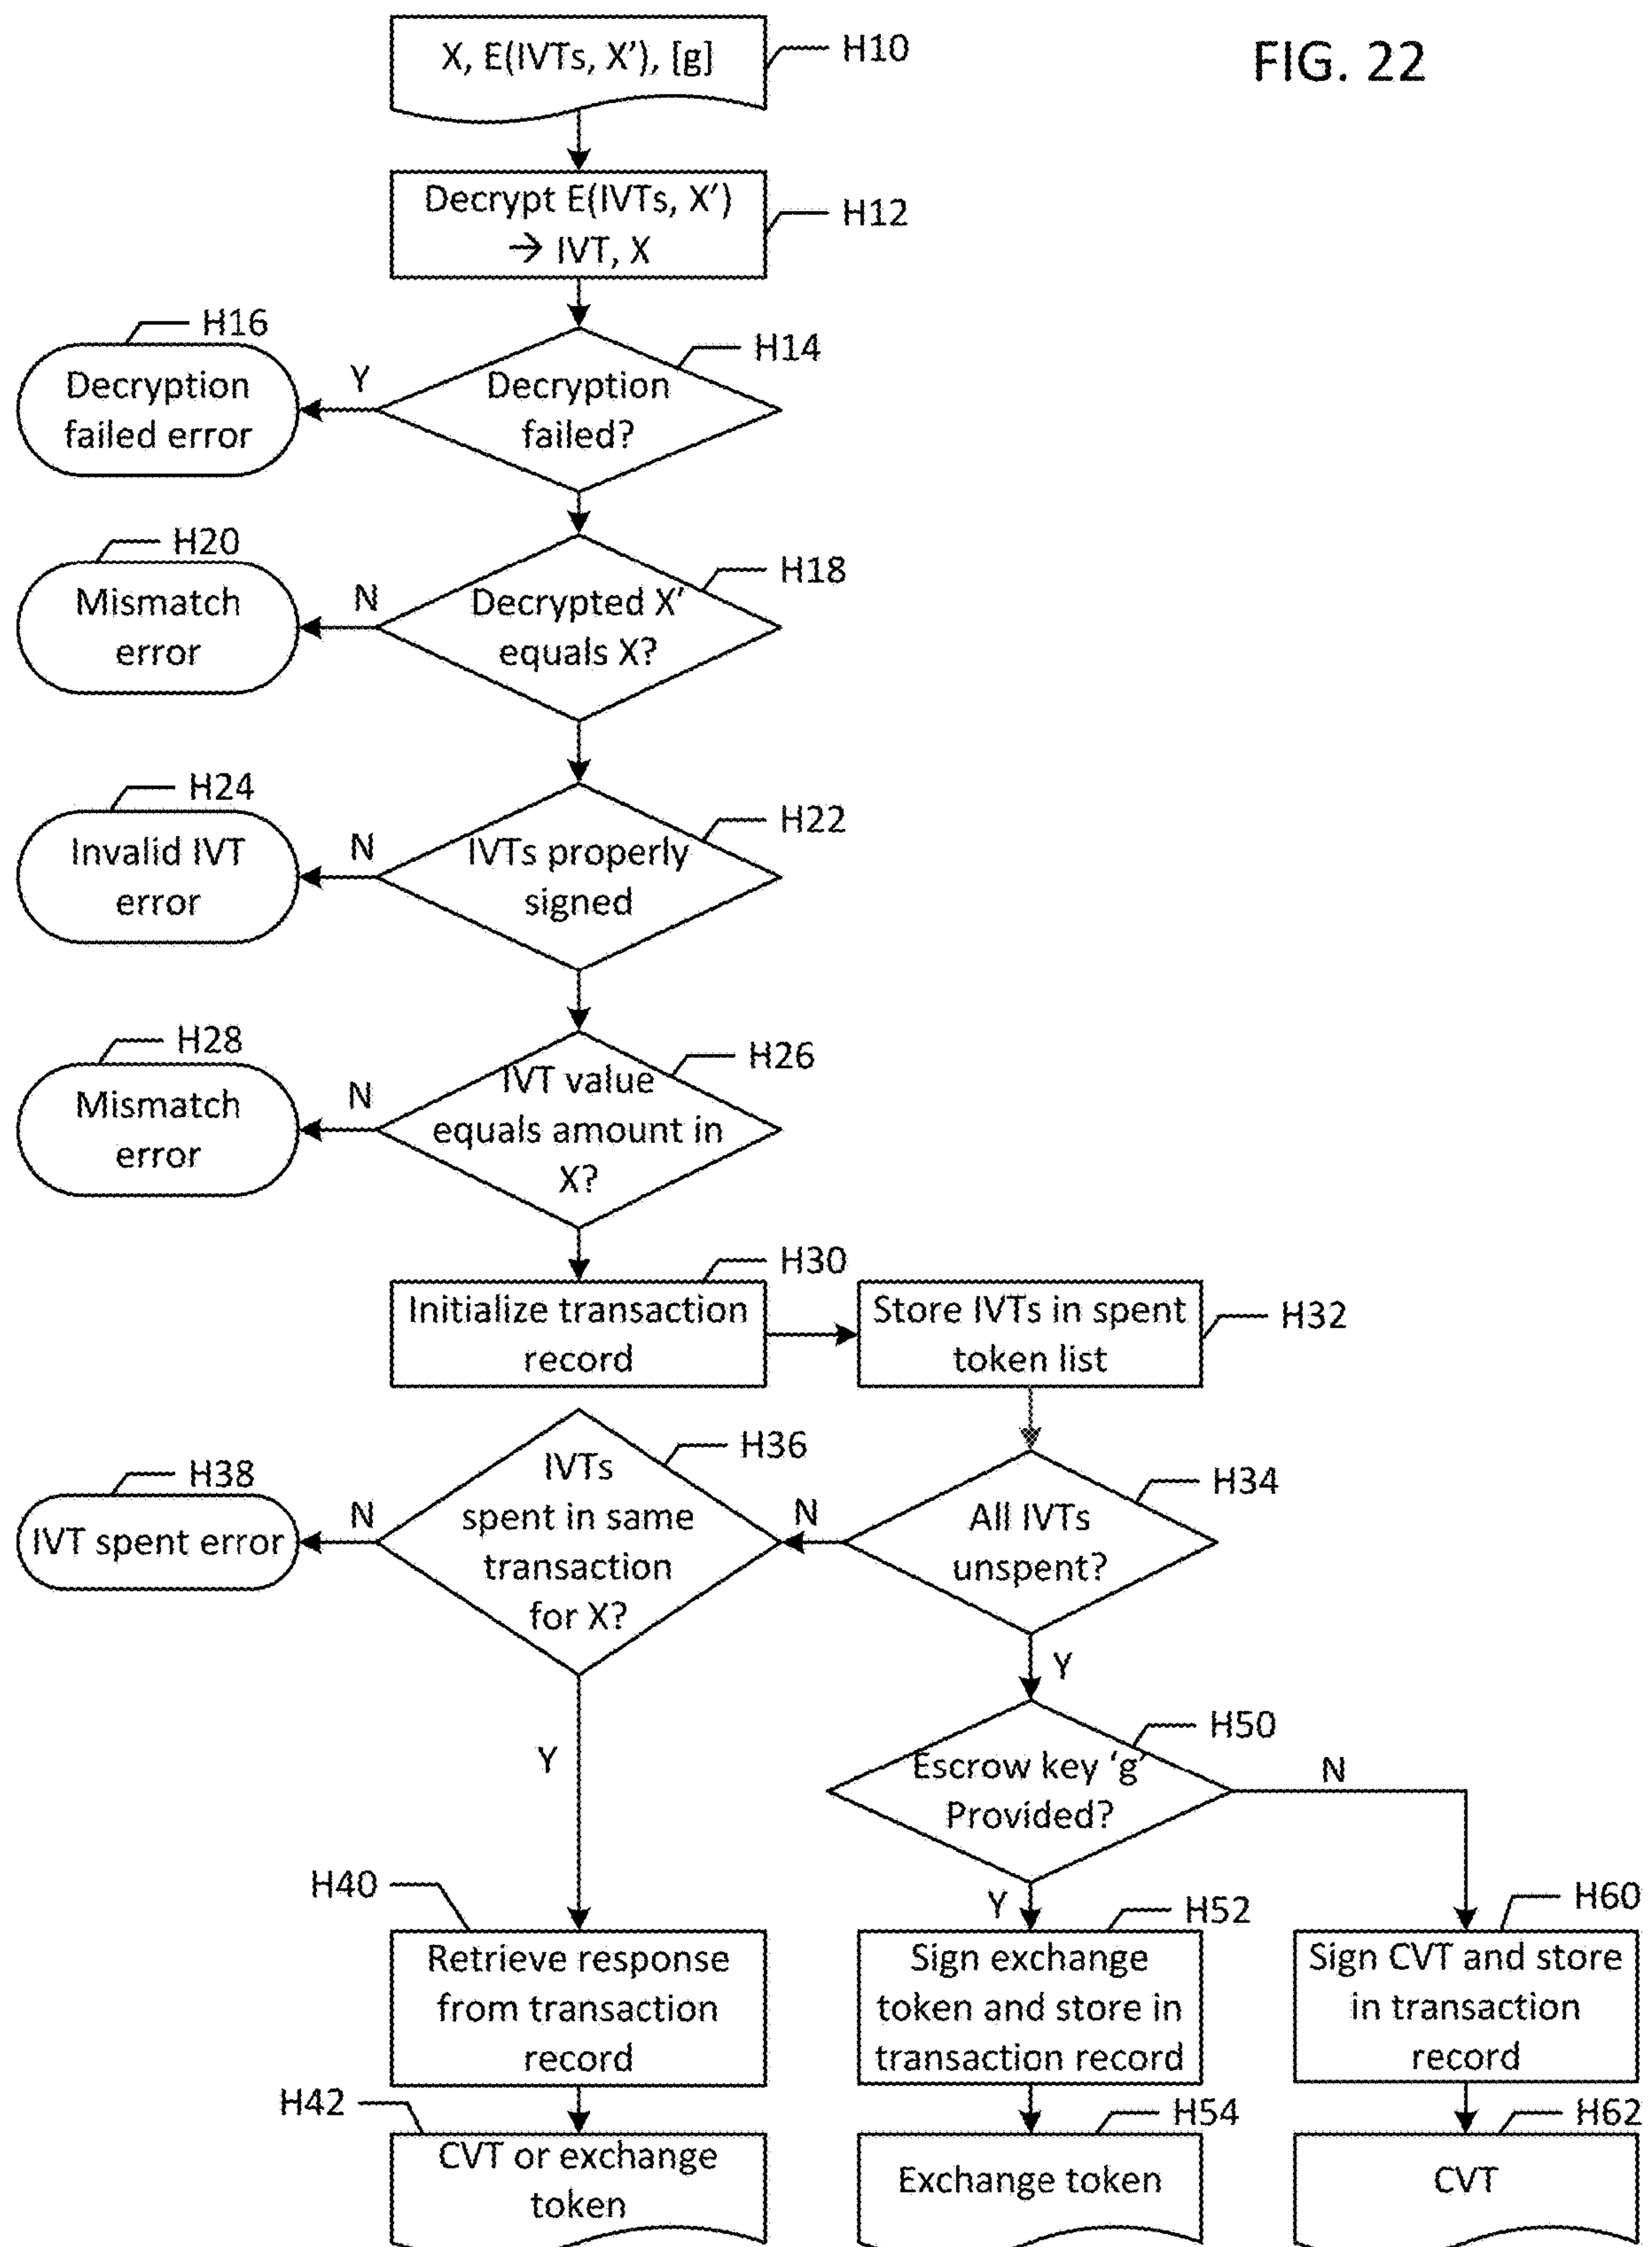 X, E(IVTs, X’), [g]
H10
FIG. 22
Decrypt E(IVTs, X’)
→ IVT, X
H12
H16
Decryption
failed error
Y
H14
Decryption
failed?
H20
Mismatch
error
N
H18
Decrypted X’
equals X?
H24
Invalid IVT
error
N
H22
IVTs properly
signed
H28
Mismatch
error
N
H26
IVT value
equals amount in
X?
H30
Initialize transaction
record
Store IVTs in spent
token list
H32
H38
IVT spent error
N
H36
IVTs
spent in same
transaction
for X?
N
H34
All IVTs
unspent?
Y
Y
H50
Escrow key ‘g’
Provided?
N
Y
H40
Retrieve response
from transaction
record
H52
Sign exchange
token and store in
transaction record
H60
Sign CVT and store
in transaction
record
H42
CVT or exchange
token
H54
Exchange token
H62
CVT